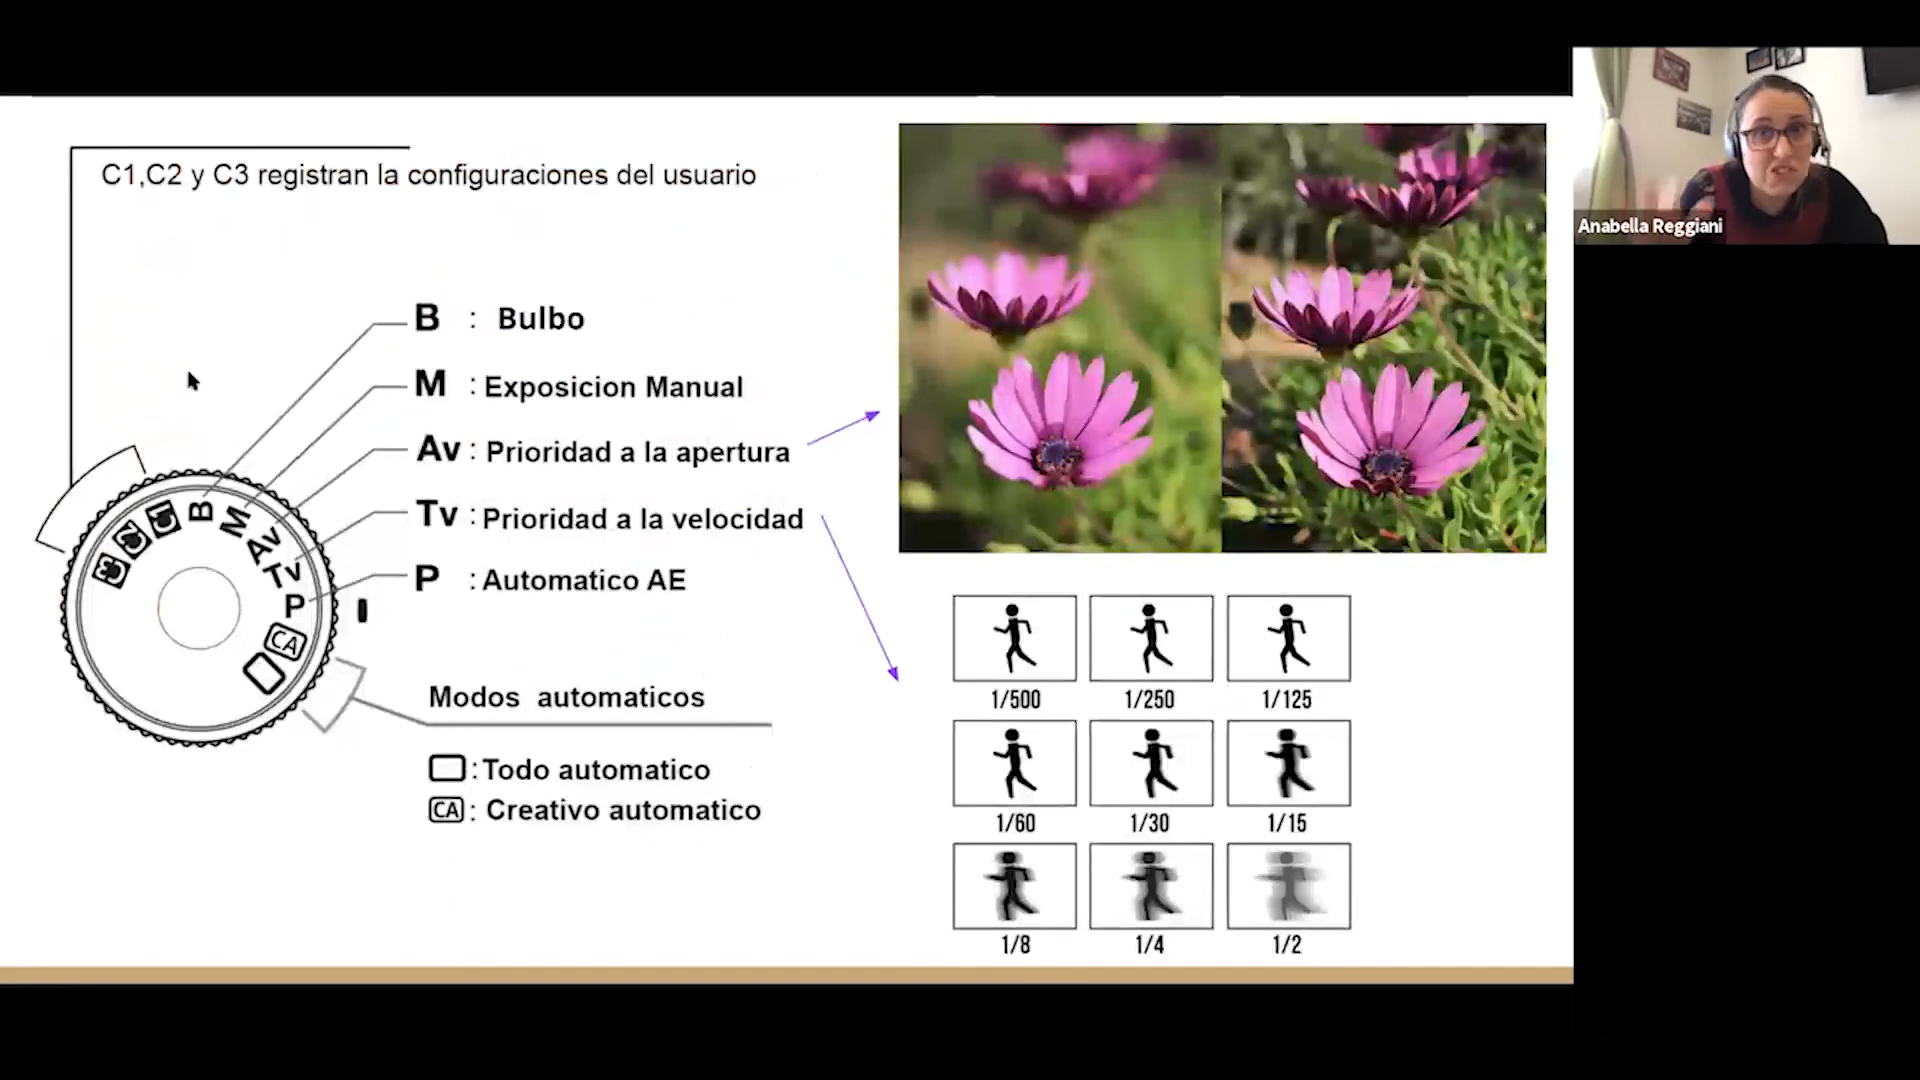 C1,C2 y C3 registran la configuraciones del usuario
B : Bulbo
M : Exposicion Manual
Av : Prioridad a la apertura
Tv : Prioridad a la velocidad
P : Automatico AE
C3 C2 C1 B M Av Tv P CA
Modos automaticos
: Todo automatico
CA : Creativo automatico
1/500 1/250 1/125
1/60 1/30 1/15
1/8 1/4 1/2
Anabella Reggiani